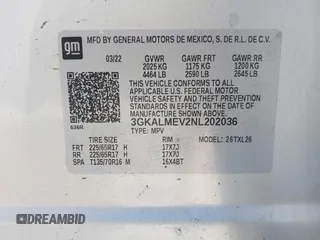 gm
MFD BY GENERAL MOTORS DE MEXICO, S. DE R.L. DE C.V.
03/22 GVWR GAWR FRT GAWR RR
2025 KG 1175 KG 1200 KG
4464 LB 2590 LB 2645 LB
THIS VEHICLE CONFORMS TO ALL
APPLICABLE U.S. FEDERAL MOTOR
VEHICLE SAFETY AND THEFT
PREVENTION STANDARDS IN EFFECT
ON THE DATE OF MANUFACTURE
SHOWN ABOVE.
3GKALMEV2NL202036
TYPE: MPV
TIRE SIZE RIM MODEL: 26TXL26
FRT 225/65R17 H 17X7J
RR 225/65R17 H 17X7J
SPA T135/70R16 M 16X4BT